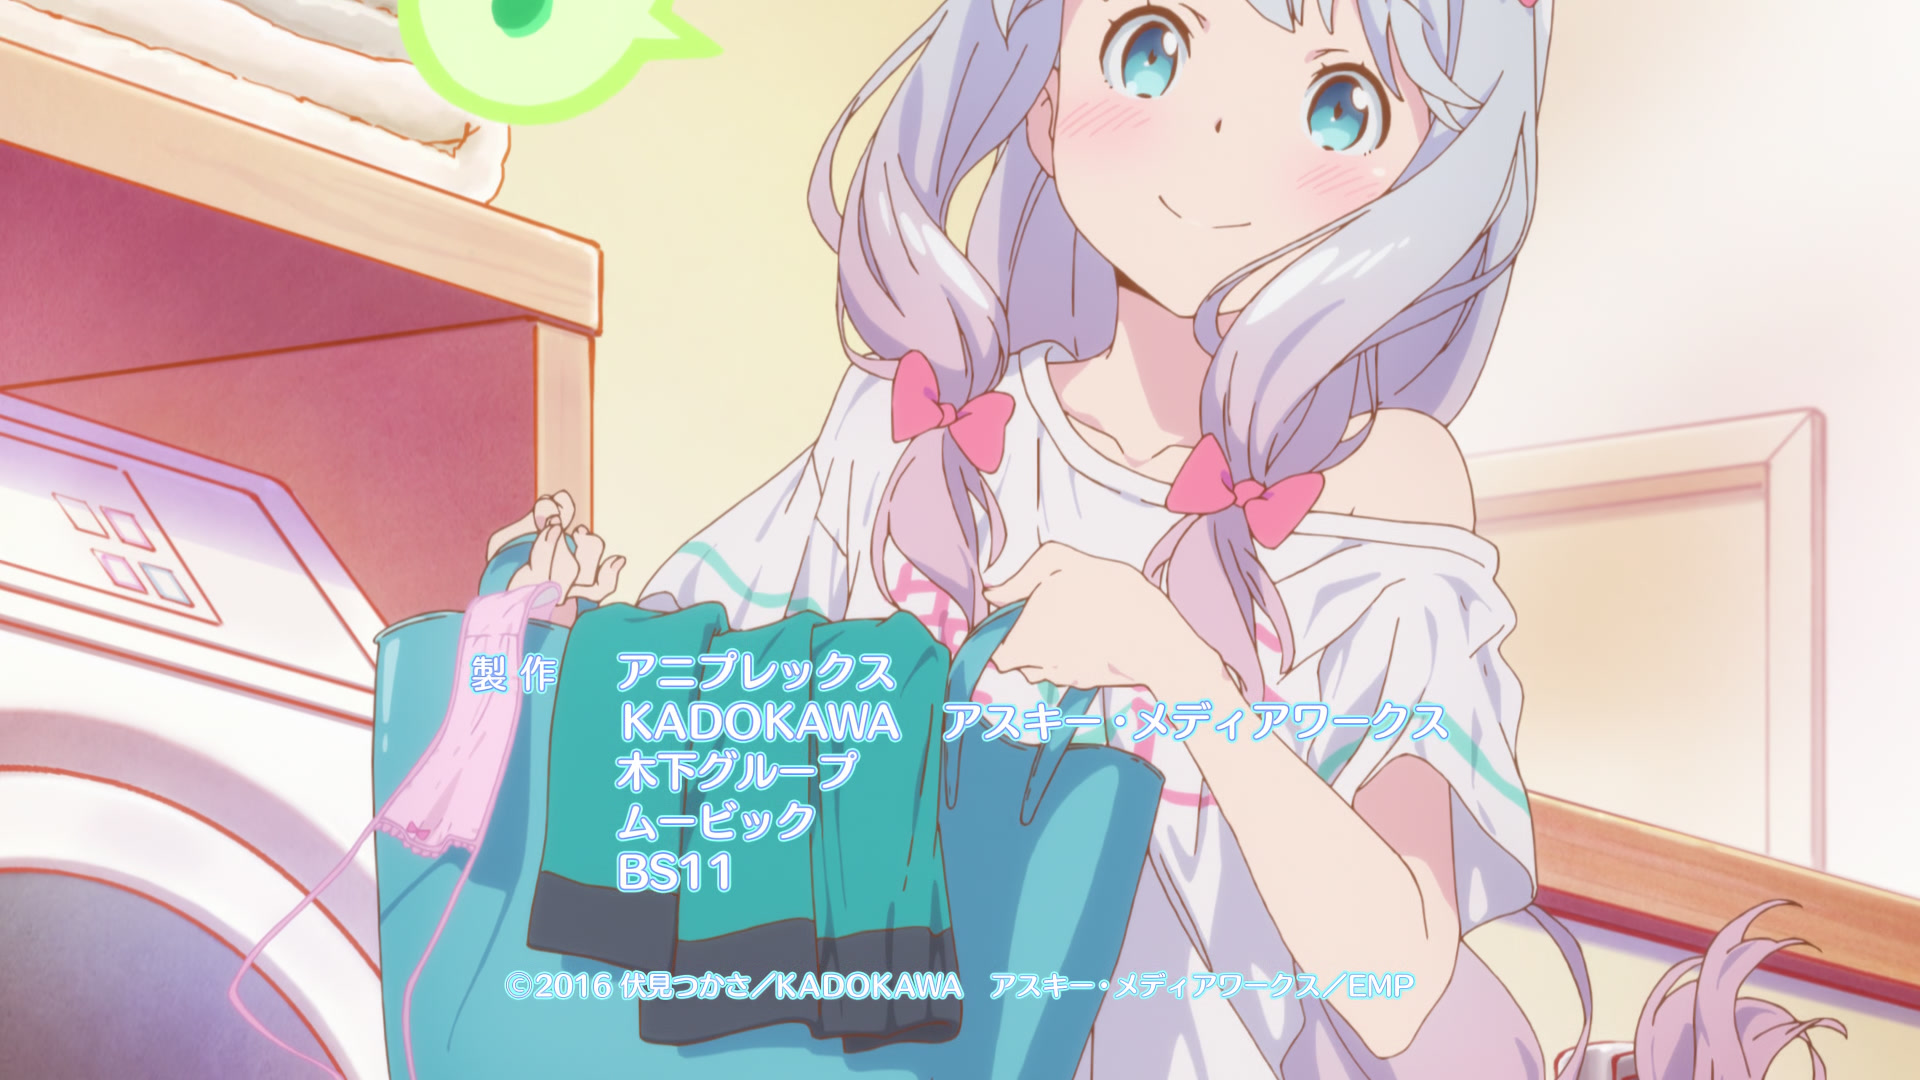 製作　アニプレックス
KADOKAWA　アスキー・メディアワークス
木下グループ
ムービック
BS11
©2016 伏見つかさ／KADOKAWA　アスキー・メディアワークス／EMP